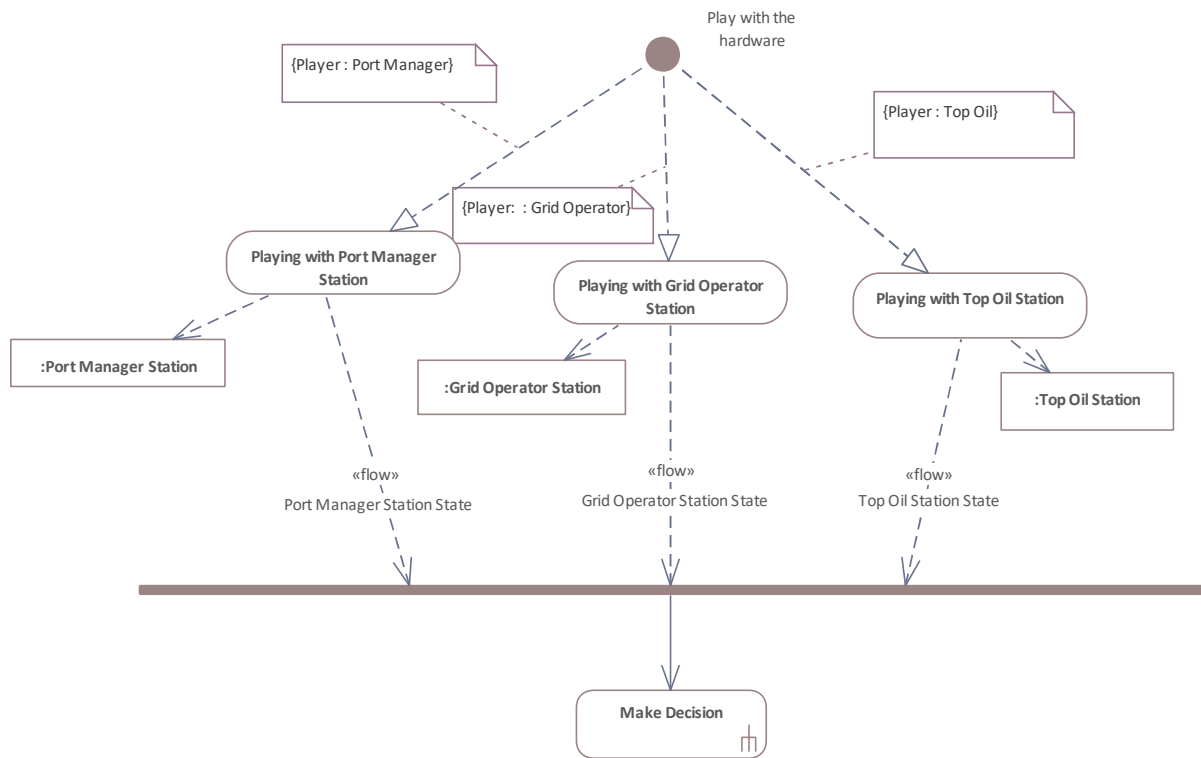 Play with the
hardware
{Player : Port Manager}
{Player : Top Oil}
{Player:  : Grid Operator}
Playing with Port Manager
Station
Playing with Grid Operator
Station
Playing with Top Oil Station
:Port Manager Station
:Grid Operator Station
:Top Oil Station
«flow»
Port Manager Station State
«flow»
Grid Operator Station State
«flow»
Top Oil Station State
Make Decision